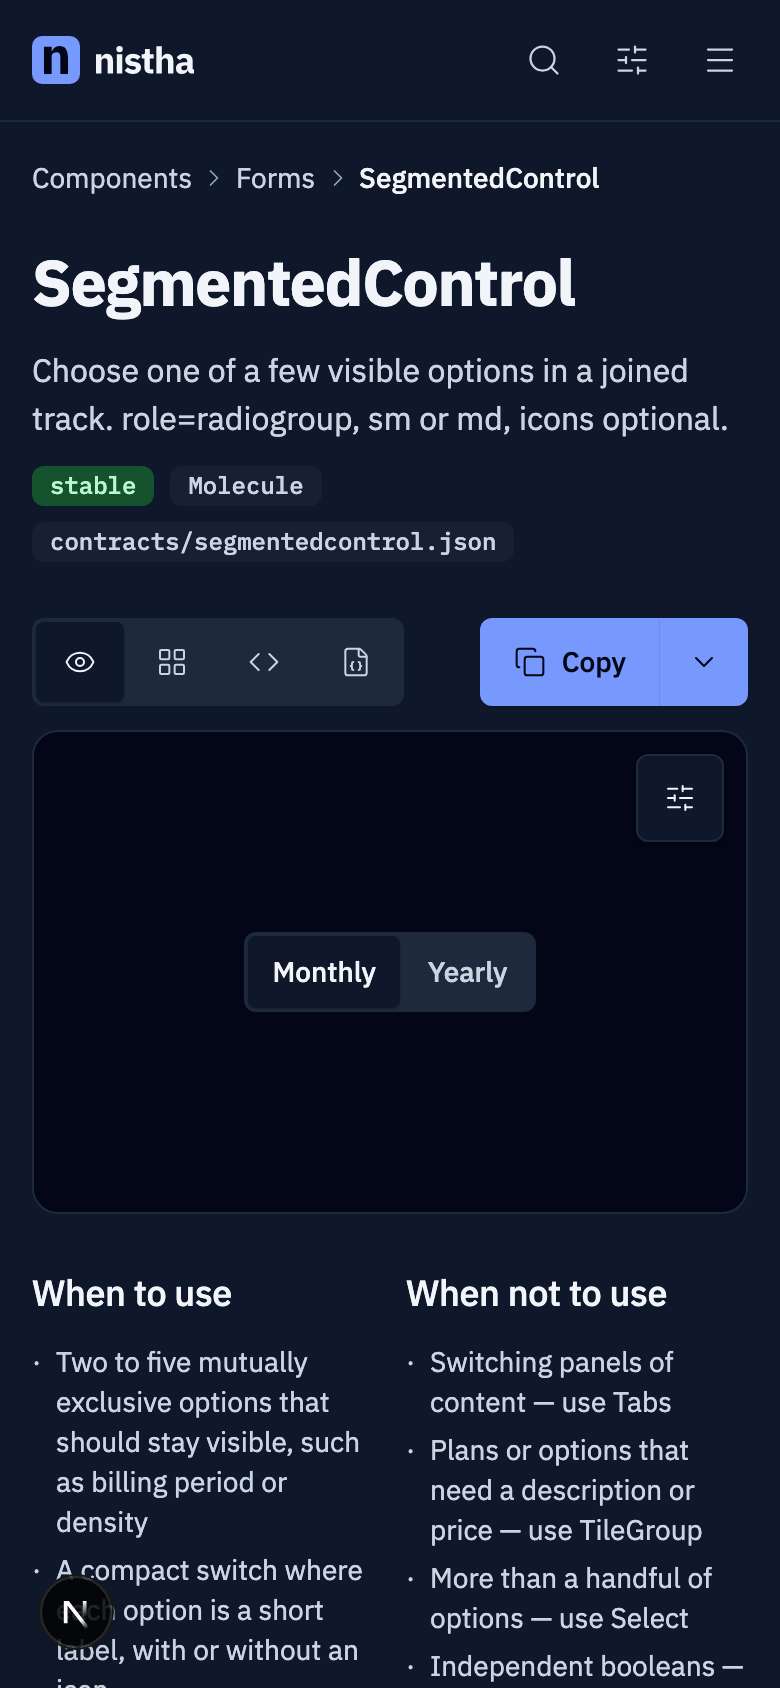 n nistha
Components > Forms > SegmentedControl
SegmentedControl
Choose one of a few visible options in a joined
track. role=radiogroup, sm or md, icons optional.
stable Molecule
contracts/segmentedcontrol.json
Copy
Monthly Yearly
When to use
· Two to five mutually
exclusive options that
should stay visible, such
as billing period or
density
· A compact switch where
each option is a short
label, with or without an
icon
When not to use
· Switching panels of
content — use Tabs
· Plans or options that
need a description or
price — use TileGroup
· More than a handful of
options — use Select
· Independent booleans —
N